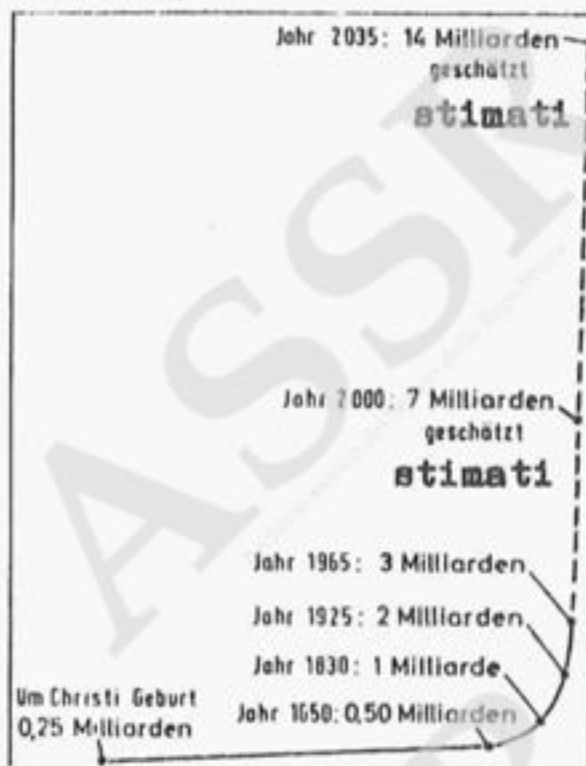 Jahr 2035: 14 Milliarden
geschätzt
stimati
Jahr 2000: 7 Milliarden
geschätzt
stimati
Jahr 1965: 3 Milliarden
Jahr 1925: 2 Milliarden
Jahr 1830: 1 Milliarde
Um Christi Geburt
0,25 Milliarden
Jahr 1650: 0,50 Milliarden
ASSR